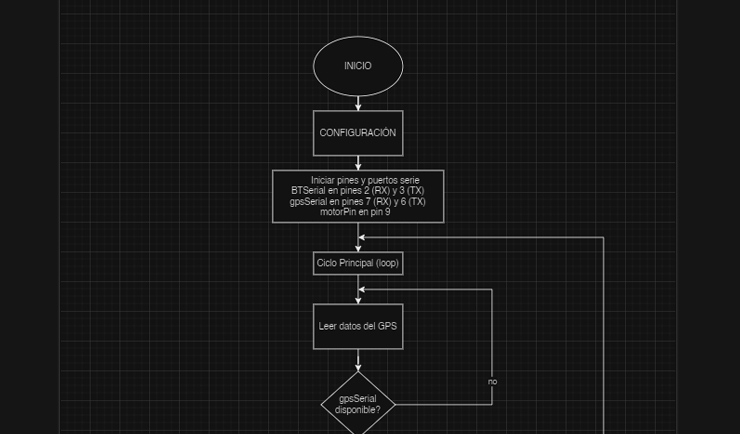 INICIO
CONFIGURACIÓN
Iniciar pines y puertos serie
BTSerial en pines 2 (RX) y 3 (TX)
gpsSerial en pines 7 (RX) y 6 (TX)
motorPin en pin 9
Ciclo Principal (loop)
Leer datos del GPS
gpsSerial
disponible?
no